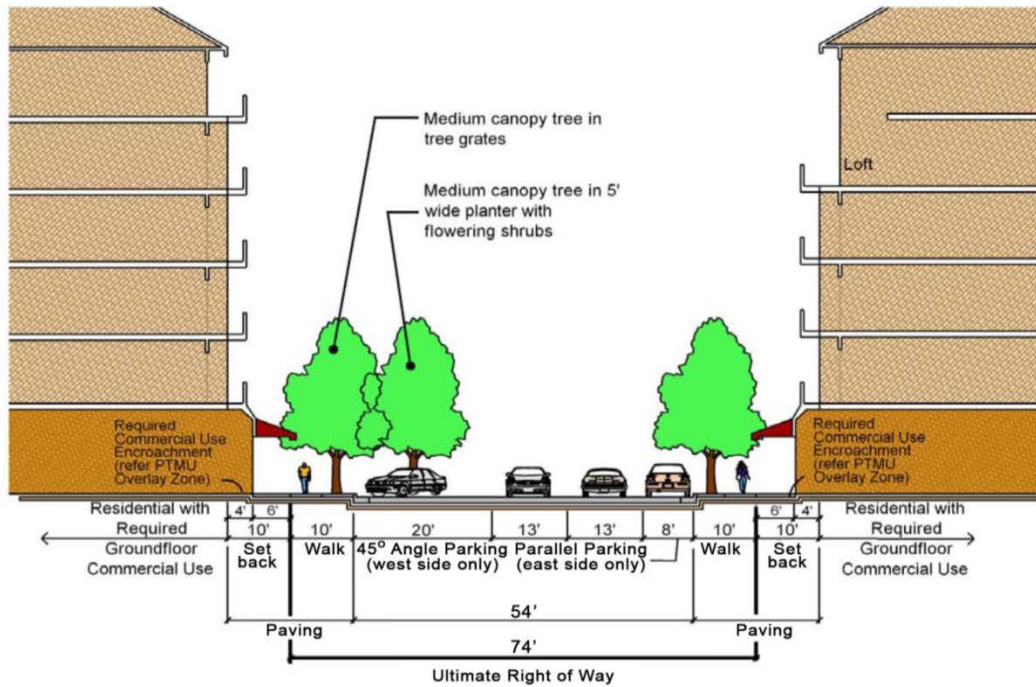 Medium canopy tree in
tree grates
Medium canopy tree in 5'
wide planter with
flowering shrubs
Loft
Required
Commercial Use
Encroachment
(refer PTMU
Overlay Zone)
Required
Commercial Use
Encroachment
(refer PTMU
Overlay Zone)
Residential with
Required
Groundfloor
Commercial Use
4' 6' 6' 4'
10' 10' 20' 13' 13' 8' 10' 10'
Residential with
Required
Groundfloor
Commercial Use
Set
back
Walk
45° Angle Parking
(west side only)
Parallel Parking
(east side only)
Walk
Set
back
54'
Paving
Paving
74'
Ultimate Right of Way